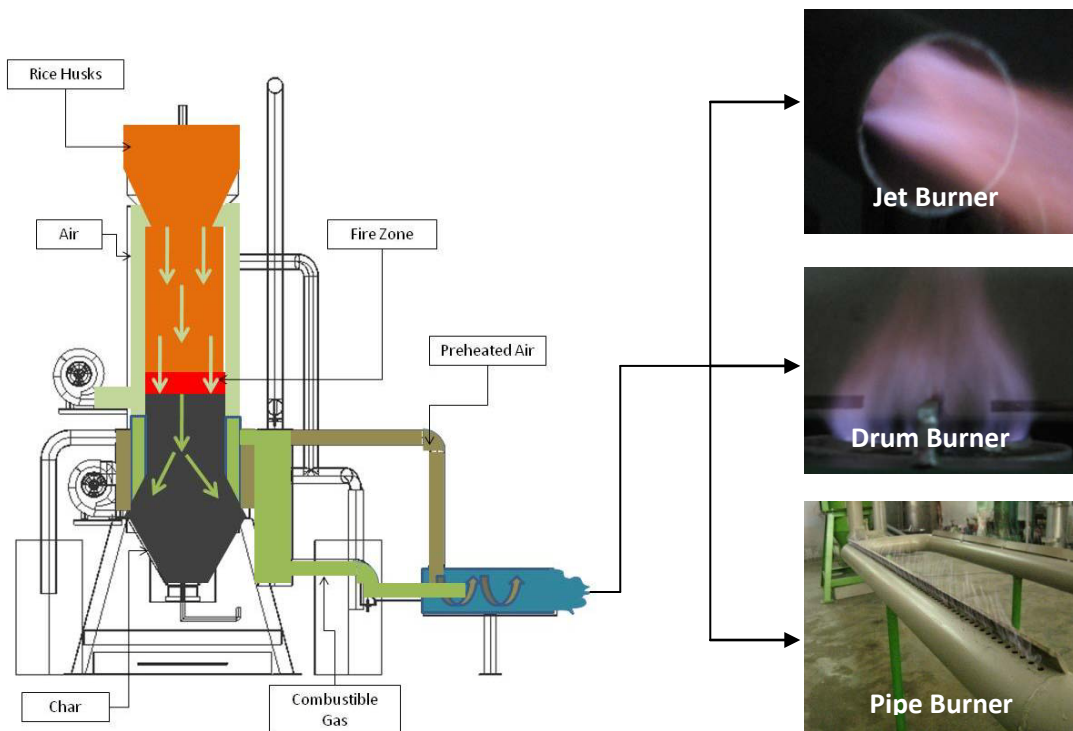 Rice Husks
Air
Fire Zone
Preheated Air
Char
Combustible
Gas
Jet Burner
Drum Burner
Pipe Burner